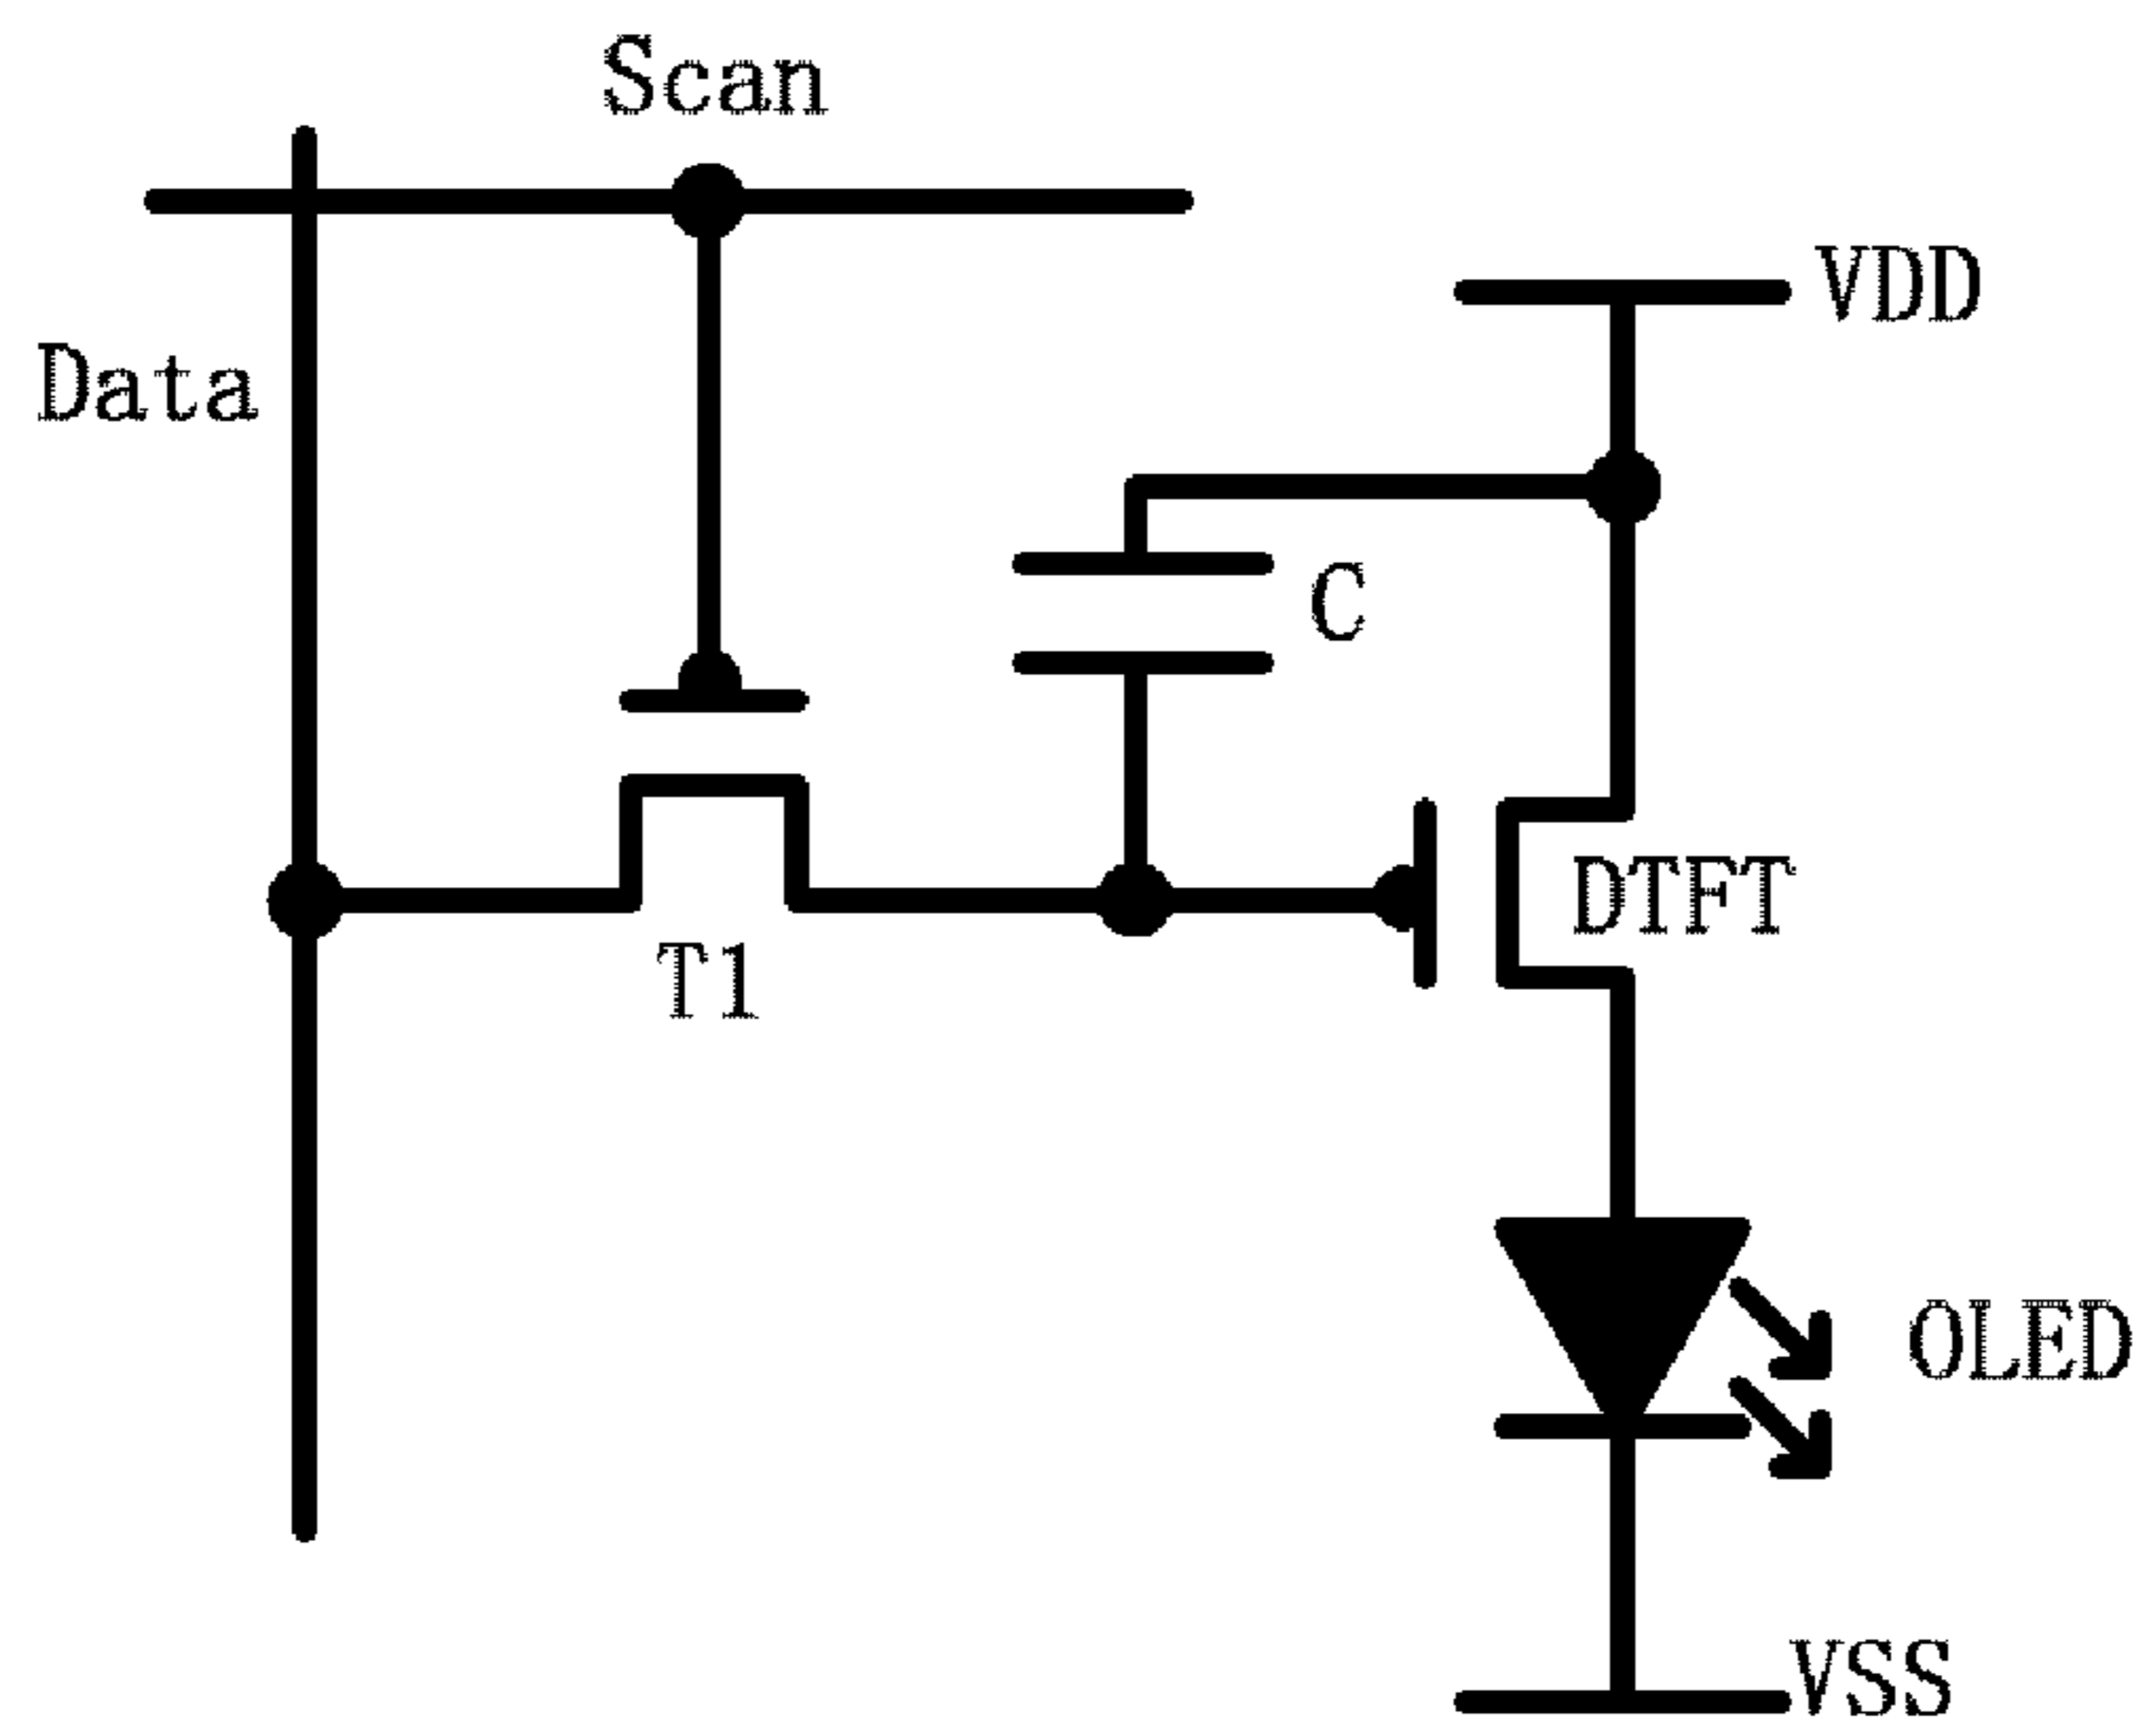 Scan
VDD
Data
C
DTFT
T1
OLED
VSS